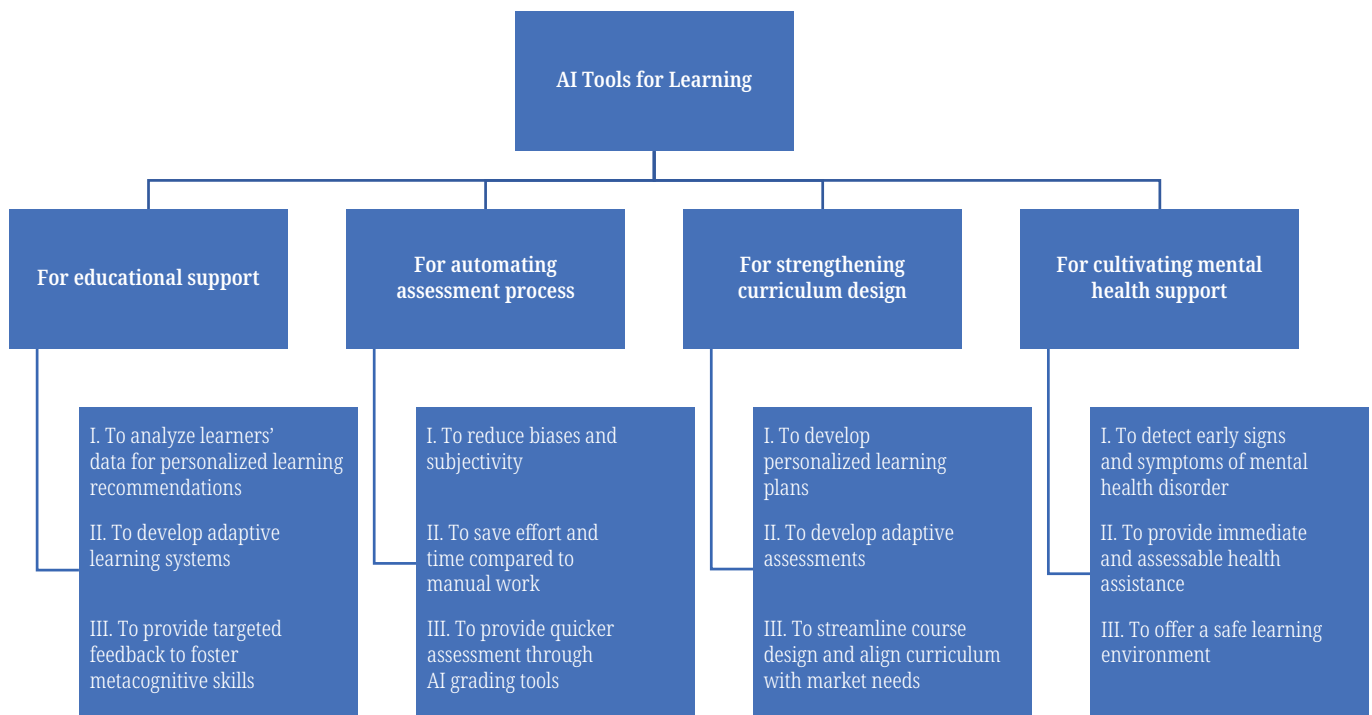 AI Tools for Learning
For educational support
For automating
assessment process
For strengthening
curriculum design
For cultivating mental
health support
I. To analyze learners’
data for personalized learning
recommendations
II. To develop adaptive
learning systems
III. To provide targeted
feedback to foster
metacognitive skills
I. To reduce biases and
subjectivity
II. To save effort and
time compared to
manual work
III. To provide quicker
assessment through
AI grading tools
I. To develop
personalized learning
plans
II. To develop adaptive
assessments
III. To streamline course
design and align curriculum
with market needs
I. To detect early signs
and symptoms of mental
health disorder
II. To provide immediate
and assessable health
assistance
III. To offer a safe learning
environment